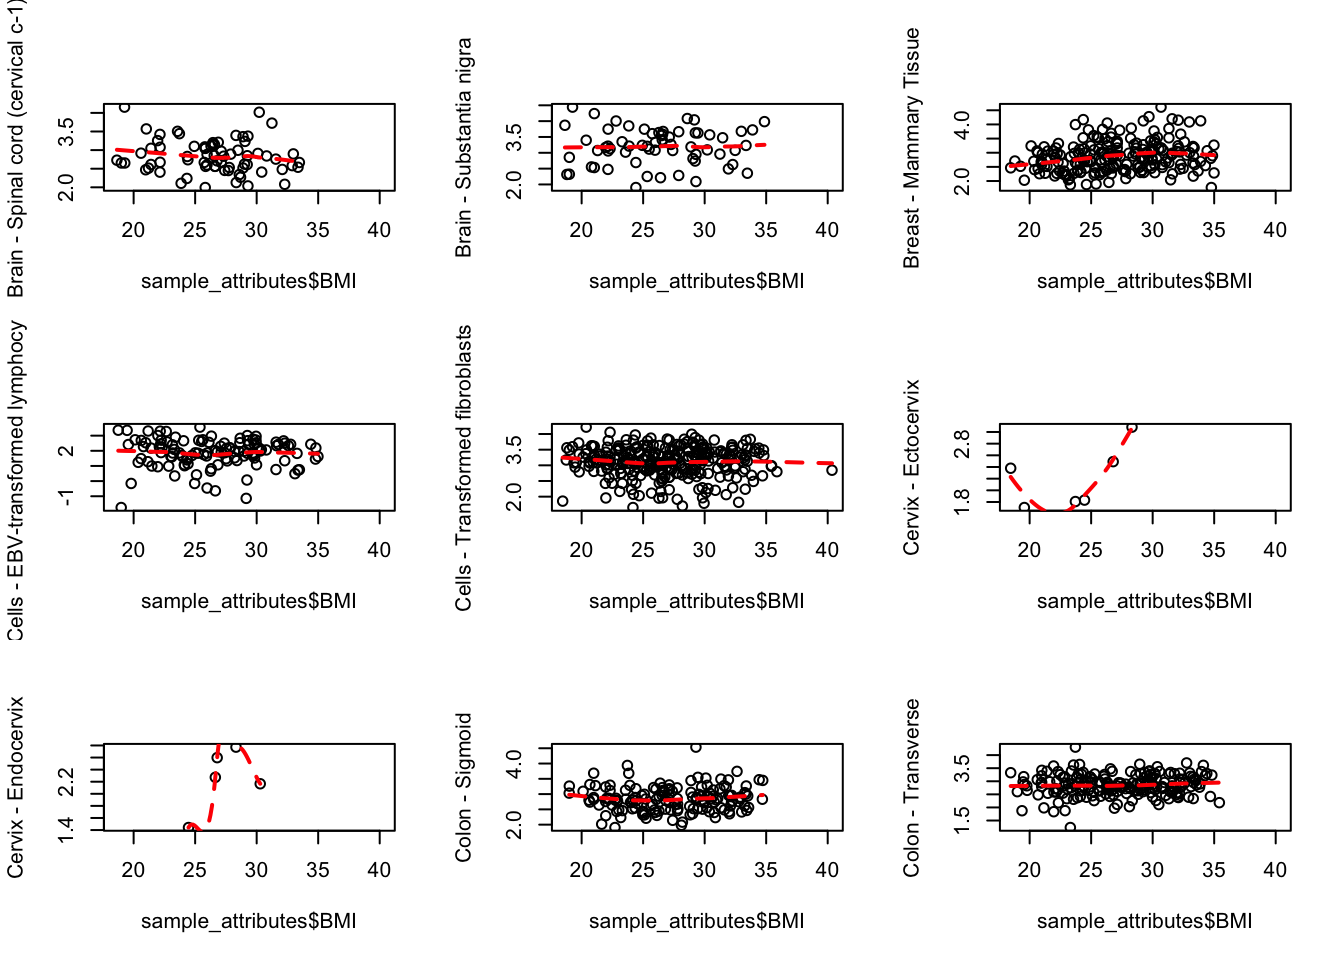 Brain - Spinal cord (cervical c-1)
2.0 3.5
20 25 30 35 40
sample_attributes$BMI
Brain - Substantia nigra
2.0 3.5
20 25 30 35 40
sample_attributes$BMI
Breast - Mammary Tissue
2.0 4.0
20 25 30 35 40
sample_attributes$BMI
Cells - EBV-transformed lymphocy
-1 2
20 25 30 35 40
sample_attributes$BMI
Cells - Transformed fibroblasts
2.0 3.5
20 25 30 35 40
sample_attributes$BMI
Cervix - Ectocervix
1.8 2.8
20 25 30 35 40
sample_attributes$BMI
Cervix - Endocervix
1.4 2.2
20 25 30 35 40
sample_attributes$BMI
Colon - Sigmoid
2.0 4.0
20 25 30 35 40
sample_attributes$BMI
Colon - Transverse
1.5 3.5
20 25 30 35 40
sample_attributes$BMI